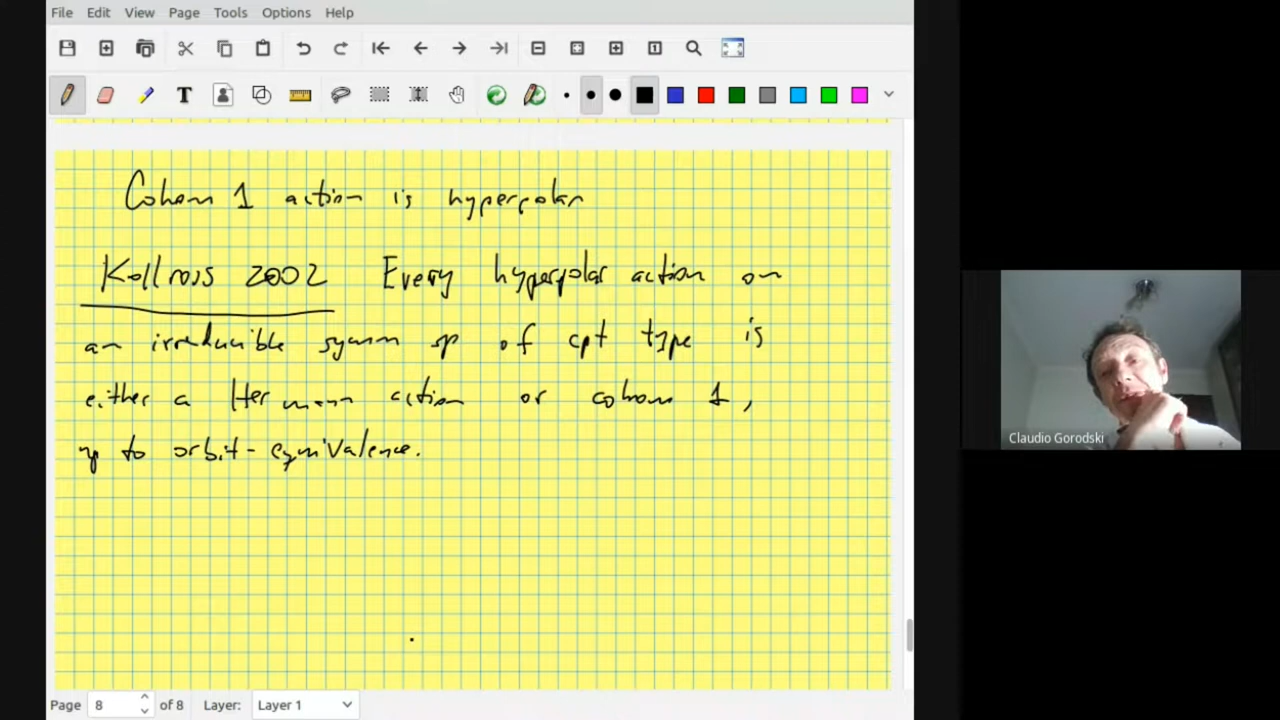 File Edit View Page Tools Options Help
Cohom 1 action is hyperpolar
Kollross 2002 Every hyperpolar action on
an irreducible symm sp of cpt type is
either a Hermann action or cohom 1,
up to orbit-equivalence.
Claudio Gorodski
Page 8 of 8 Layer: Layer 1